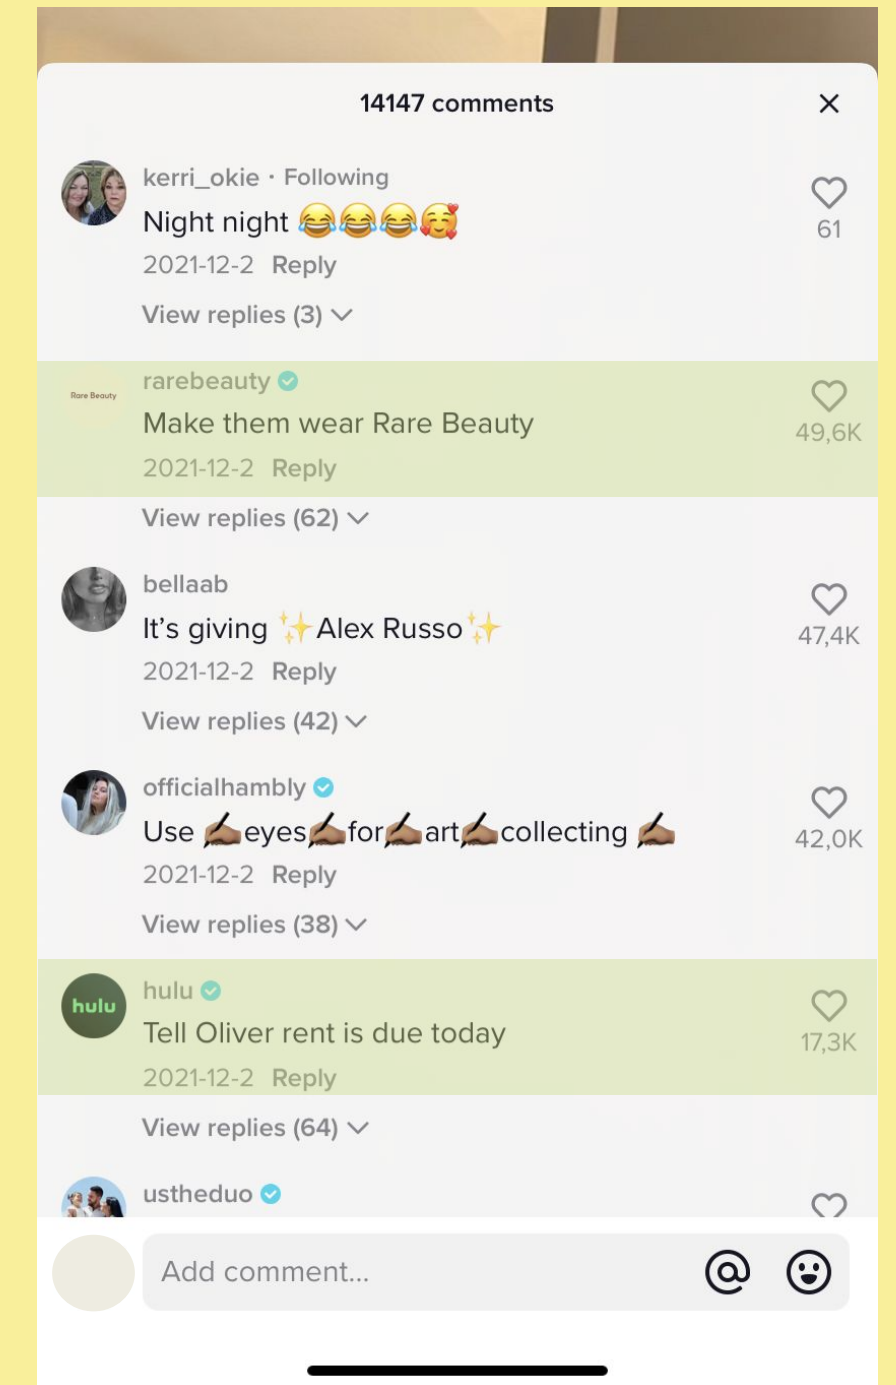 14147 comments
kerri_okie · Following
Night night 😂😂😂🥰
61
2021-12-2 Reply
View replies (3)
Rare Beauty
rarebeauty
Make them wear Rare Beauty
49,6K
2021-12-2 Reply
View replies (62)
bellaab
It's giving ✨Alex Russo✨
47,4K
2021-12-2 Reply
View replies (42)
officialhambly
Use ✍🏽eyes✍🏽for✍🏽art✍🏽collecting ✍🏽
42,0K
2021-12-2 Reply
View replies (38)
hulu
hulu
Tell Oliver rent is due today
17,3K
2021-12-2 Reply
View replies (64)
ustheduo
Add comment...
@